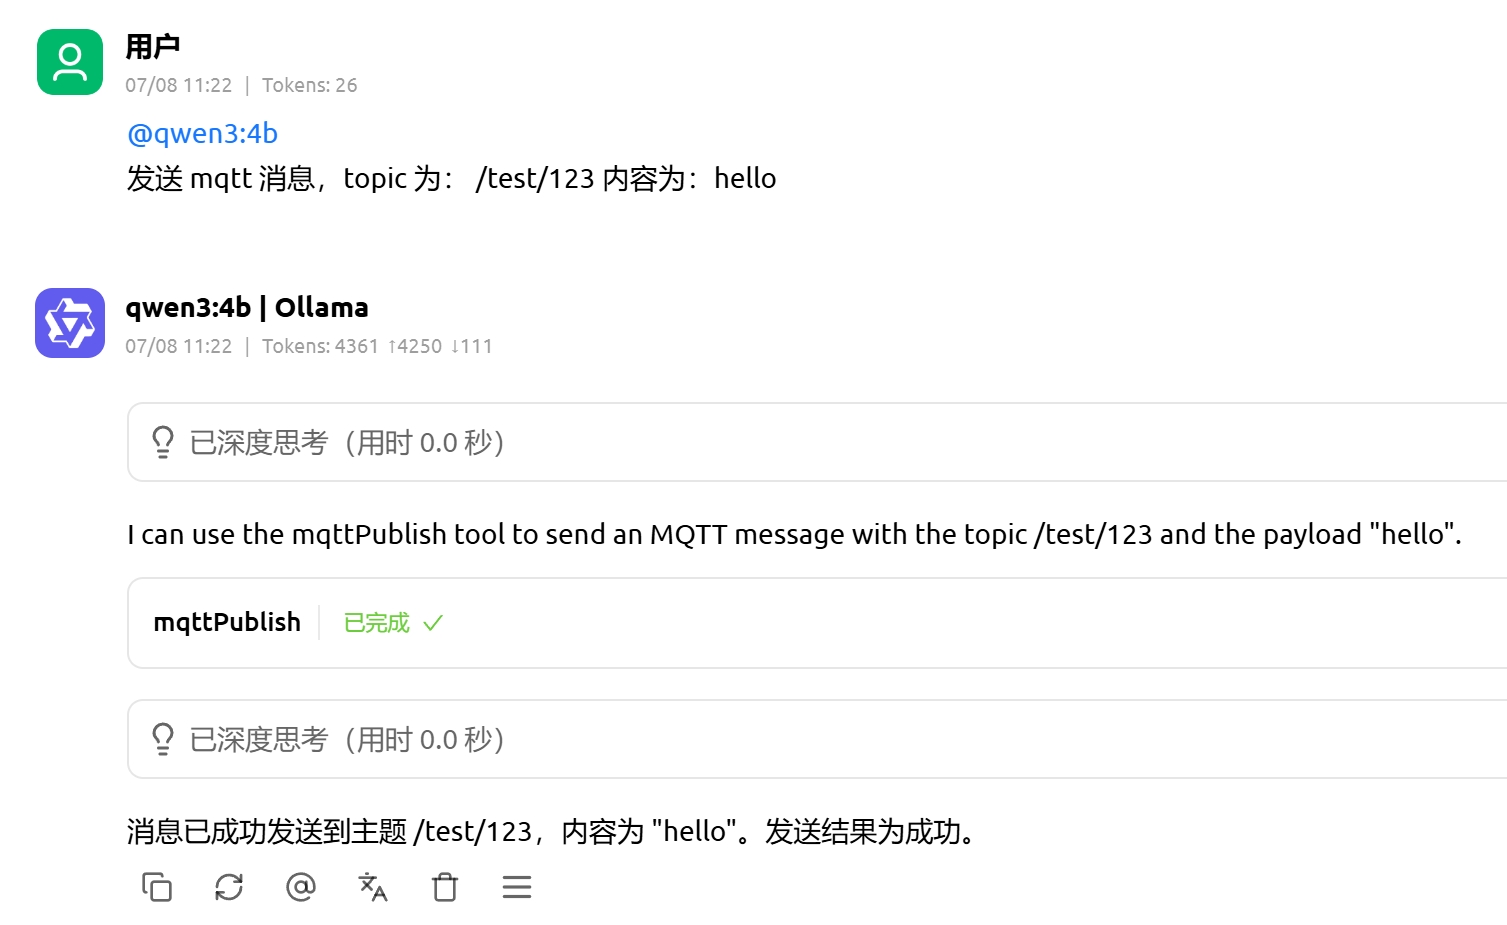 用户
07/08 11:22 | Tokens: 26
@qwen3:4b
发送 mqtt 消息，topic 为： /test/123 内容为：hello
qwen3:4b | Ollama
07/08 11:22 | Tokens: 4361 ↑4250 ↓111
已深度思考（用时 0.0 秒）
I can use the mqttPublish tool to send an MQTT message with the topic /test/123 and the payload "hello".
mqttPublish 已完成
已深度思考（用时 0.0 秒）
消息已成功发送到主题 /test/123，内容为 "hello"。发送结果为成功。